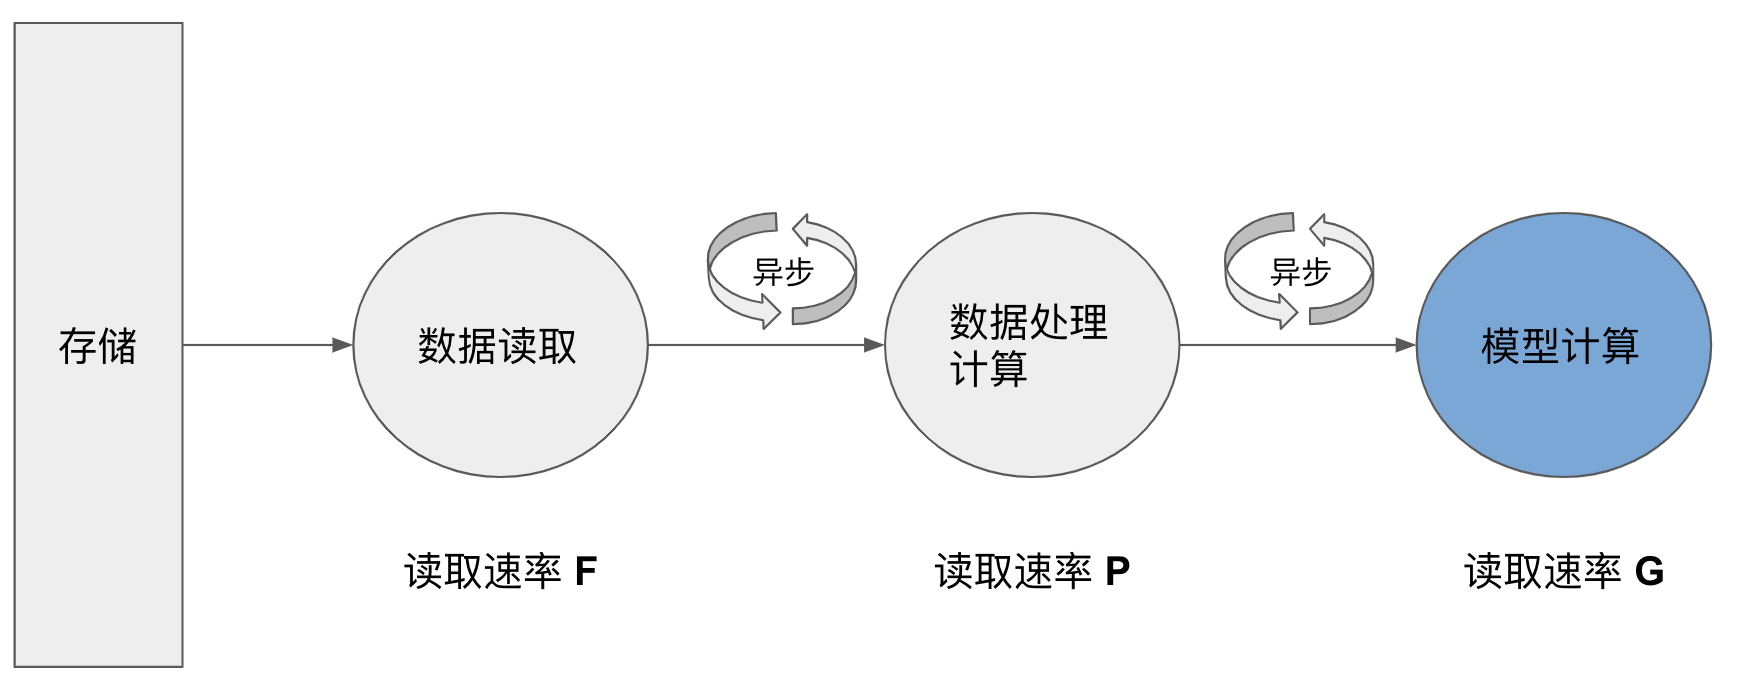 存储
数据读取
异步
数据处理
计算
异步
模型计算
读取速率 F
读取速率 P
读取速率 G